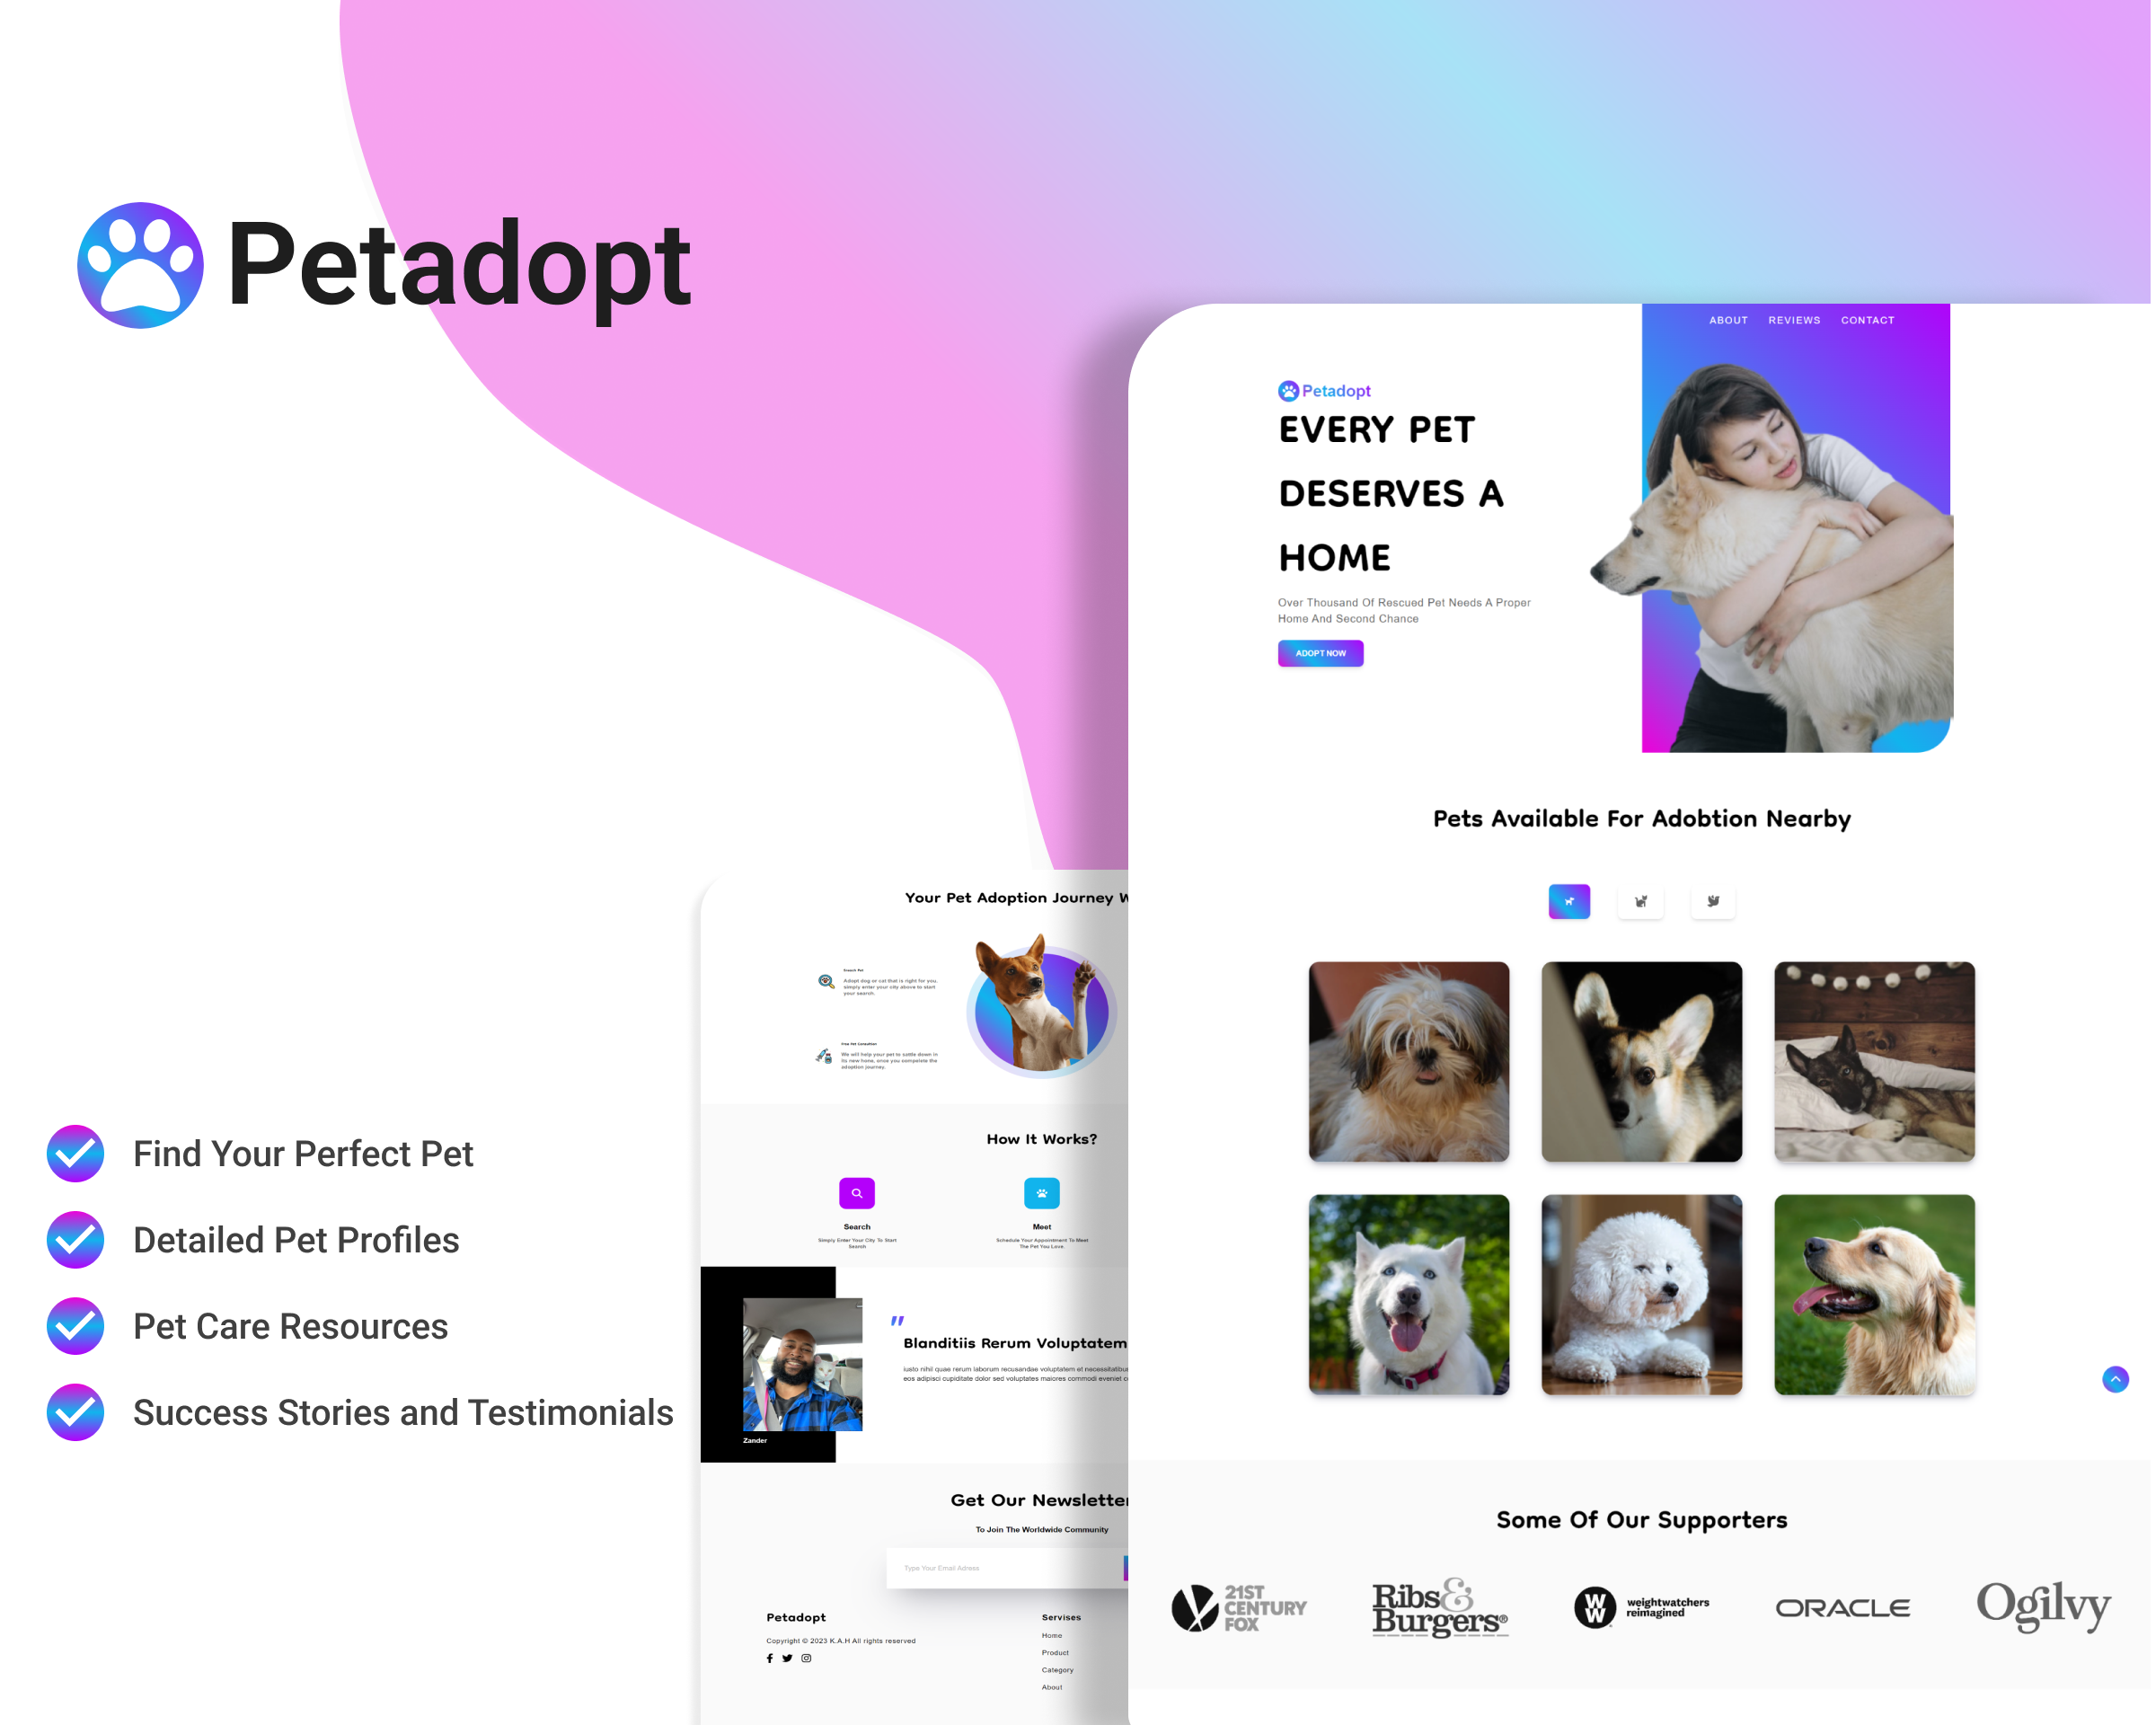 Petadopt
Find Your Perfect Pet
Detailed Pet Profiles
Pet Care Resources
Success Stories and Testimonials
ABOUT REVIEWS CONTACT
Petadopt
EVERY PET
DESERVES A
HOME
Over Thousand Of Rescued Pet Needs A Proper
Home And Second Chance
ADOPT NOW
Pets Available For Adobtion Nearby
Some Of Our Supporters
21ST
CENTURY
FOX
Ribs&
Burgers®
WW
weightwatchers
reimagined
ORACLE
Ogilvy
Your Pet Adoption Journey W
Search Pet
Adopt dog or cat that is right for you.
simply enter your city above to start
your search.
Free Pet
We will help your pet to settle down in
its new home, once you compelete the
adoption journey.
How It Works?
Search
Simply Enter Your City To Start
Search
Meet
Schedule Your Appointment To Meet
The Pet You Love.
"
Blanditiis Rerum Voluptatem
iusto nihil quae rerum laborum recusandae voluptatem et necessitatibu
eos adipisci cupiditate dolor sed voluptates maiores commodi eveniet c
Zander
Get Our Newsletter
To Join The Worldwide Community
Type Your Email Adress
Petadopt
Copyright © 2023 K.A.H All rights reserved
Servises
Home
Product
Category
About